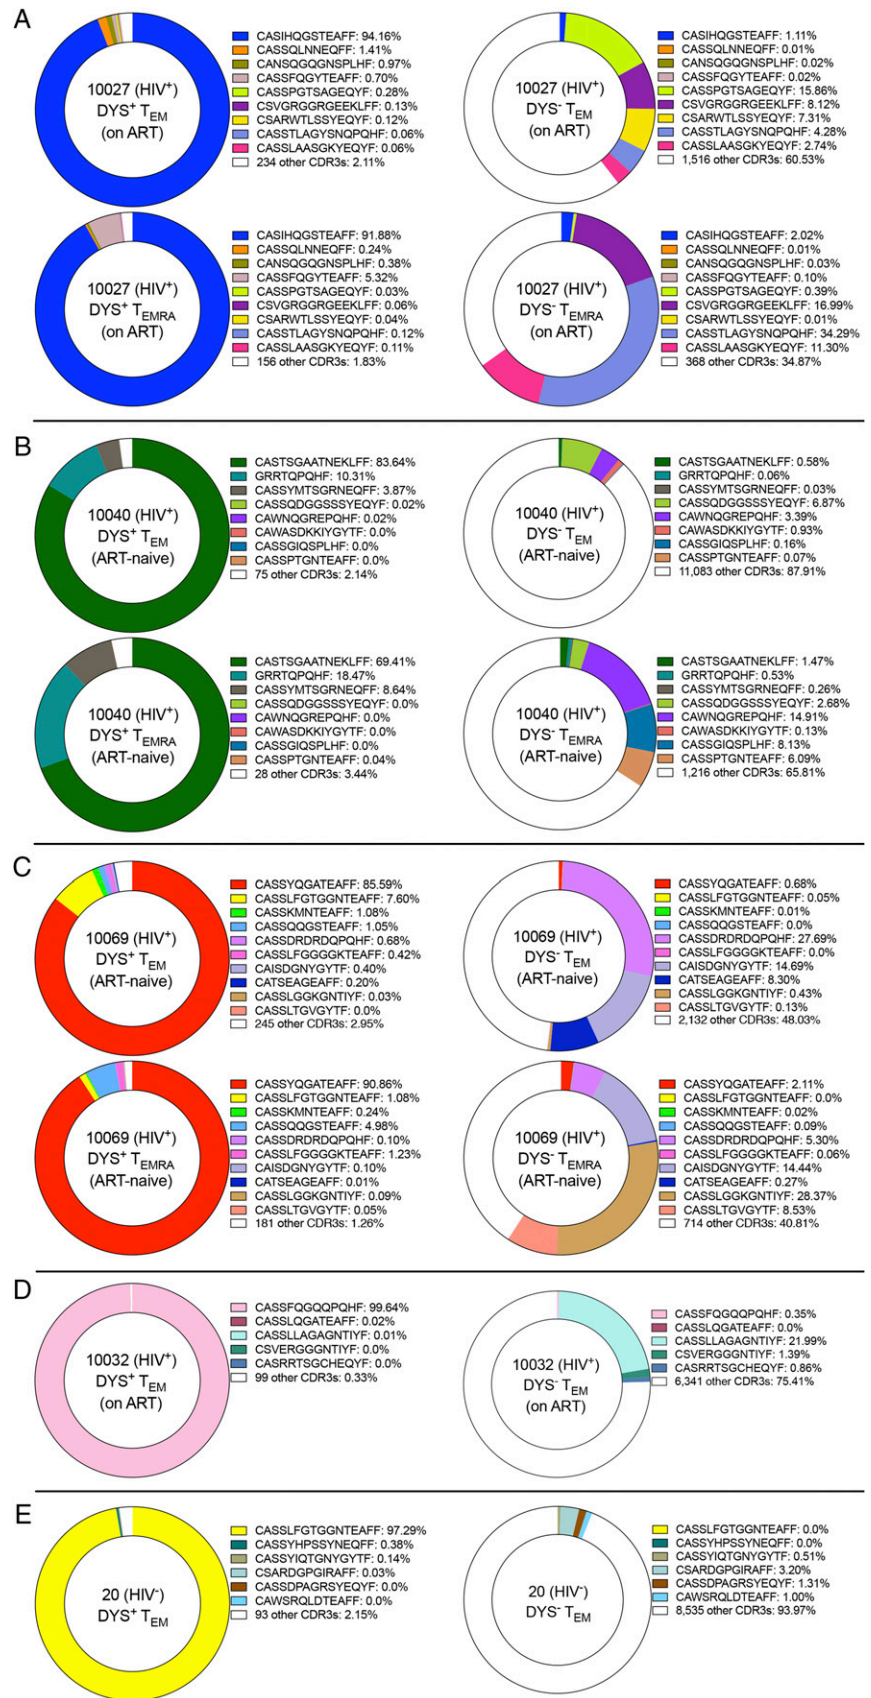 A
10027 (HIV+)
DYS+ TEM
(on ART)
CASIHQGSTEAFF: 94.16%
CASSQLNNEQFF: 1.41%
CANSQGQGNSPLHF: 0.97%
CASSFQGYTEAFF: 0.70%
CASSPGTSAGEQYF: 0.28%
CSVGRGGRGEEKLFF: 0.13%
CSARWTLSSYEQYF: 0.12%
CASSTLAGYSNQPQHF: 0.06%
CASSLAASGKYEQYF: 0.06%
234 other CDR3s: 2.11%
10027 (HIV+)
DYS- TEM
(on ART)
CASIHQGSTEAFF: 1.11%
CASSQLNNEQFF: 0.01%
CANSQGQGNSPLHF: 0.02%
CASSFQGYTEAFF: 0.02%
CASSPGTSAGEQYF: 15.86%
CSVGRGGRGEEKLFF: 8.12%
CSARWTLSSYEQYF: 7.31%
CASSTLAGYSNQPQHF: 4.28%
CASSLAASGKYEQYF: 2.74%
1,516 other CDR3s: 60.53%
10027 (HIV+)
DYS+ TEMRA
(on ART)
CASIHQGSTEAFF: 91.88%
CASSQLNNEQFF: 0.24%
CANSQGQGNSPLHF: 0.38%
CASSFQGYTEAFF: 5.32%
CASSPGTSAGEQYF: 0.03%
CSVGRGGRGEEKLFF: 0.06%
CSARWTLSSYEQYF: 0.04%
CASSTLAGYSNQPQHF: 0.12%
CASSLAASGKYEQYF: 0.11%
156 other CDR3s: 1.83%
10027 (HIV+)
DYS- TEMRA
(on ART)
CASIHQGSTEAFF: 2.02%
CASSQLNNEQFF: 0.01%
CANSQGQGNSPLHF: 0.03%
CASSFQGYTEAFF: 0.10%
CASSPGTSAGEQYF: 0.39%
CSVGRGGRGEEKLFF: 16.99%
CSARWTLSSYEQYF: 0.01%
CASSTLAGYSNQPQHF: 34.29%
CASSLAASGKYEQYF: 11.30%
368 other CDR3s: 34.87%
B
10040 (HIV+)
DYS+ TEM
(ART-naive)
CASTSGAATNEKLFF: 83.64%
GRRTQPQHF: 10.31%
CASSYMTSGRNEQFF: 3.87%
CASSQDGGSSSYEQYF: 0.02%
CAWNQGREPQHF: 0.02%
CAWASDKKIYGYTF: 0.0%
CASSGIQSPLHF: 0.0%
CASSPTGNTEAFF: 0.0%
75 other CDR3s: 2.14%
10040 (HIV+)
DYS- TEM
(ART-naive)
CASTSGAATNEKLFF: 0.58%
GRRTQPQHF: 0.06%
CASSYMTSGRNEQFF: 0.03%
CASSQDGGSSSYEQYF: 6.87%
CAWNQGREPQHF: 3.39%
CAWASDKKIYGYTF: 0.93%
CASSGIQSPLHF: 0.16%
CASSPTGNTEAFF: 0.07%
11,083 other CDR3s: 87.91%
10040 (HIV+)
DYS+ TEMRA
(ART-naive)
CASTSGAATNEKLFF: 69.41%
GRRTQPQHF: 18.47%
CASSYMTSGRNEQFF: 8.64%
CASSQDGGSSSYEQYF: 0.0%
CAWNQGREPQHF: 0.0%
CAWASDKKIYGYTF: 0.0%
CASSGIQSPLHF: 0.0%
CASSPTGNTEAFF: 0.04%
28 other CDR3s: 3.44%
10040 (HIV+)
DYS- TEMRA
(ART-naive)
CASTSGAATNEKLFF: 1.47%
GRRTQPQHF: 0.53%
CASSYMTSGRNEQFF: 0.26%
CASSQDGGSSSYEQYF: 2.68%
CAWNQGREPQHF: 14.91%
CAWASDKKIYGYTF: 0.13%
CASSGIQSPLHF: 8.13%
CASSPTGNTEAFF: 6.09%
1,216 other CDR3s: 65.81%
C
10069 (HIV+)
DYS+ TEM
(ART-naive)
CASSYQGATEAFF: 85.59%
CASSLFGTGGNTEAFF: 7.60%
CASSKMNTEAFF: 1.08%
CASSQQGSTEAFF: 1.05%
CASSDRDRDQPQHF: 0.68%
CASSLFGGGGKTEAFF: 0.42%
CAISDGNYGYTF: 0.40%
CATSEAGEAFF: 0.20%
CASSLGGKGNTIYF: 0.03%
CASSLTGVGYTF: 0.0%
245 other CDR3s: 2.95%
10069 (HIV+)
DYS- TEM
(ART-naive)
CASSYQGATEAFF: 0.68%
CASSLFGTGGNTEAFF: 0.05%
CASSKMNTEAFF: 0.01%
CASSQQGSTEAFF: 0.0%
CASSDRDRDQPQHF: 27.69%
CASSLFGGGGKTEAFF: 0.0%
CAISDGNYGYTF: 14.69%
CATSEAGEAFF: 8.30%
CASSLGGKGNTIYF: 0.43%
CASSLTGVGYTF: 0.13%
2,132 other CDR3s: 48.03%
10069 (HIV+)
DYS+ TEMRA
(ART-naive)
CASSYQGATEAFF: 90.86%
CASSLFGTGGNTEAFF: 1.08%
CASSKMNTEAFF: 0.24%
CASSQQGSTEAFF: 4.98%
CASSDRDRDQPQHF: 0.10%
CASSLFGGGGKTEAFF: 1.23%
CAISDGNYGYTF: 0.10%
CATSEAGEAFF: 0.01%
CASSLGGKGNTIYF: 0.09%
CASSLTGVGYTF: 0.05%
181 other CDR3s: 1.26%
10069 (HIV+)
DYS- TEMRA
(ART-naive)
CASSYQGATEAFF: 2.11%
CASSLFGTGGNTEAFF: 0.0%
CASSKMNTEAFF: 0.02%
CASSQQGSTEAFF: 0.09%
CASSDRDRDQPQHF: 5.30%
CASSLFGGGGKTEAFF: 0.06%
CAISDGNYGYTF: 14.44%
CATSEAGEAFF: 0.27%
CASSLGGKGNTIYF: 28.37%
CASSLTGVGYTF: 8.53%
714 other CDR3s: 40.81%
D
10032 (HIV+)
DYS+ TEM
(on ART)
CASSFQGQQPQHF: 99.64%
CASSLQGATEAFF: 0.02%
CASSLLAGAGNTIYF: 0.01%
CSVERGGGNTIYF: 0.0%
CASRRTSGCHEQYF: 0.0%
99 other CDR3s: 0.33%
10032 (HIV+)
DYS- TEM
(on ART)
CASSFQGQQPQHF: 0.35%
CASSLQGATEAFF: 0.0%
CASSLLAGAGNTIYF: 21.99%
CSVERGGGNTIYF: 1.39%
CASRRTSGCHEQYF: 0.86%
6,341 other CDR3s: 75.41%
E
20 (HIV-)
DYS+ TEM
CASSLFGTGGNTEAFF: 97.29%
CASSYHPSSYNEQFF: 0.38%
CASSYIQTGNYGYTF: 0.14%
CSARDGPGIRAFF: 0.03%
CASSDPAGRSYEQYF: 0.0%
CAWSRQLDTEAFF: 0.0%
93 other CDR3s: 2.15%
20 (HIV-)
DYS- TEM
CASSLFGTGGNTEAFF: 0.0%
CASSYHPSSYNEQFF: 0.0%
CASSYIQTGNYGYTF: 0.51%
CSARDGPGIRAFF: 3.20%
CASSDPAGRSYEQYF: 1.31%
CAWSRQLDTEAFF: 1.00%
8,535 other CDR3s: 93.97%